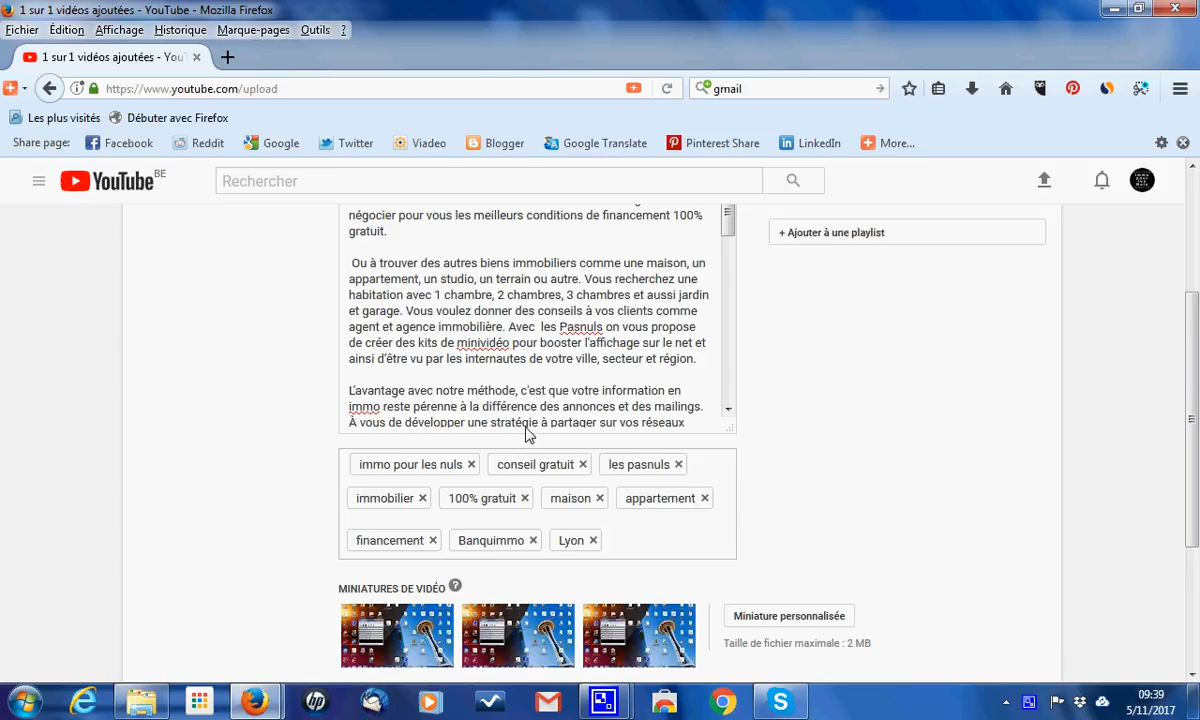 1 sur 1 vidéos ajoutées - YouTube - Mozilla Firefox
Fichier Édition Affichage Historique Marque-pages Outils ?
1 sur 1 vidéos ajoutées - You
https://www.youtube.com/upload
gmail
Les plus visités Débuter avec Firefox
Share page: Facebook Reddit Google Twitter Viadeo Blogger Google Translate Pinterest Share LinkedIn More...
YouTube BE
Rechercher
négocier pour vous les meilleurs conditions de financement 100%
gratuit.
+ Ajouter à une playlist
Ou à trouver des autres biens immobiliers comme une maison, un
appartement, un studio, un terrain ou autre. Vous recherchez une
habitation avec 1 chambre, 2 chambres, 3 chambres et aussi jardin
et garage. Vous voulez donner des conseils à vos clients comme
agent et agence immobilière. Avec les Pasnuls on vous propose
de créer des kits de minividéo pour booster l'affichage sur le net et
ainsi d'être vu par les internautes de votre ville, secteur et région.
L'avantage avec notre méthode, c'est que votre information en
immo reste pérenne à la différence des annonces et des mailings.
À vous de développer une stratégie à partager sur vos réseaux
immo pour les nuls × conseil gratuit × les pasnuls ×
immobilier × 100% gratuit × maison × appartement ×
financement × Banquimmo × Lyon ×
MINIATURES DE VIDÉO ?
Miniature personnalisée
Taille de fichier maximale : 2 MB
09:39
5/11/2017